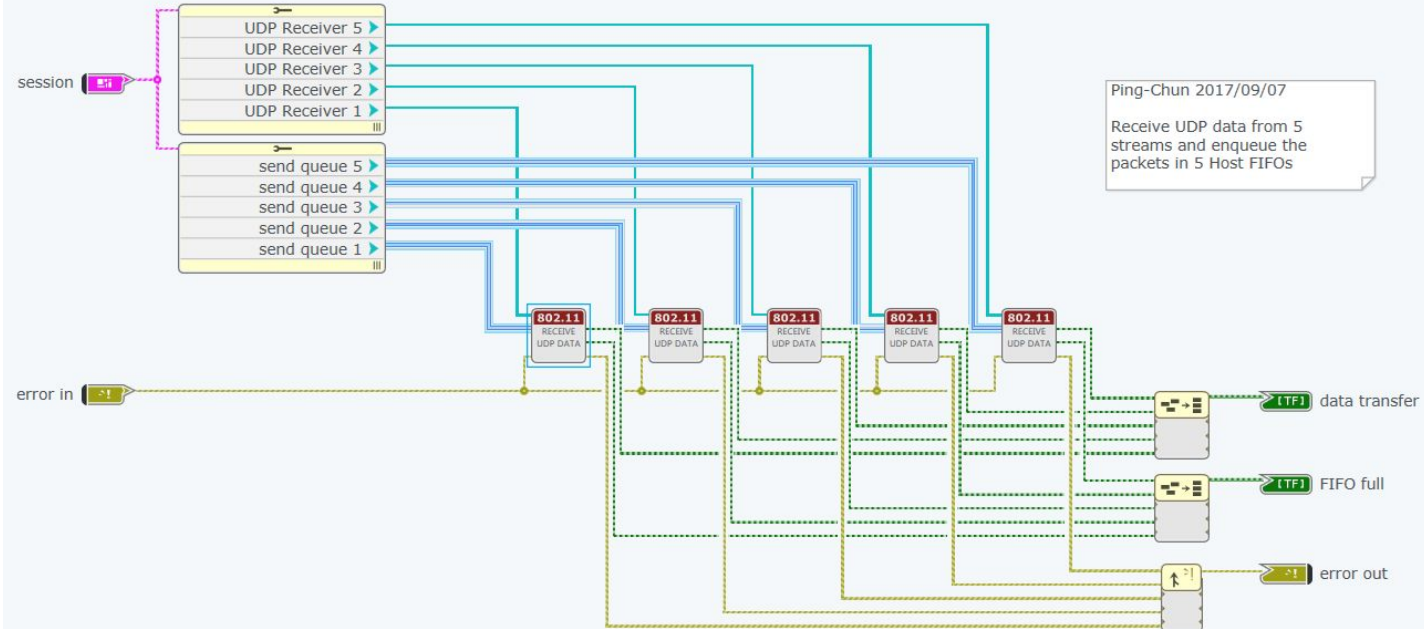 UDP Receiver 5
UDP Receiver 4
UDP Receiver 3
UDP Receiver 2
UDP Receiver 1
session
send queue 5
send queue 4
send queue 3
send queue 2
send queue 1
Ping-Chun 2017/09/07
Receive UDP data from 5
streams and enqueue the
packets in 5 Host FIFOs
802.11
RECEIVE
UDP DATA
802.11
RECEIVE
UDP DATA
802.11
RECEIVE
UDP DATA
802.11
RECEIVE
UDP DATA
802.11
RECEIVE
UDP DATA
error in
[TF]
data transfer
[TF]
FIFO full
error out